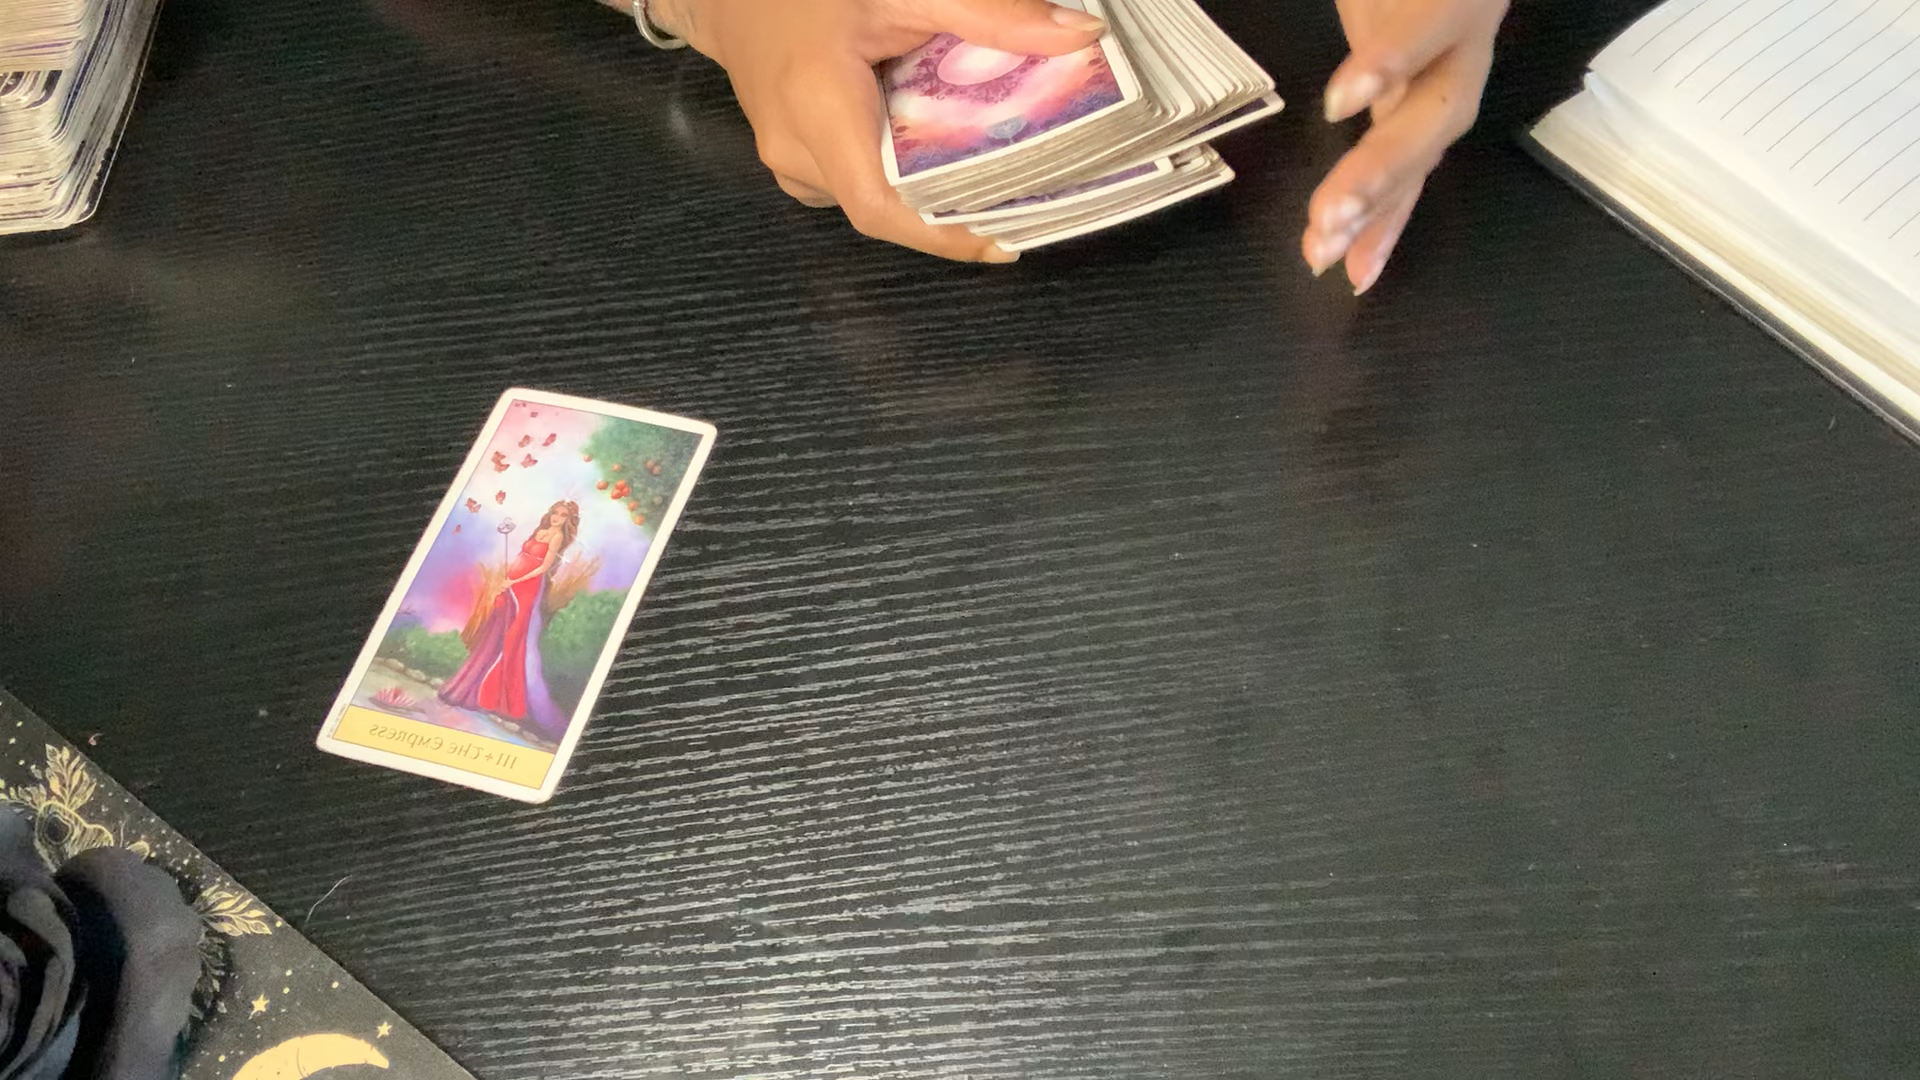 III + The Empress